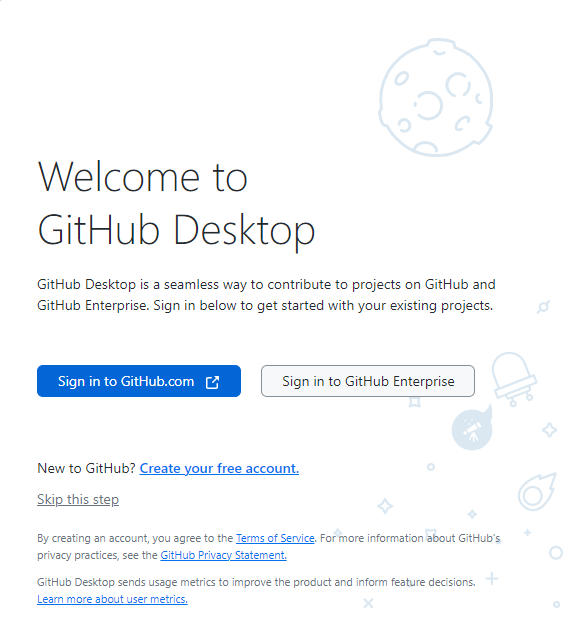 Welcome to
GitHub Desktop
GitHub Desktop is a seamless way to contribute to projects on GitHub and
GitHub Enterprise. Sign in below to get started with your existing projects.
Sign in to GitHub.com
Sign in to GitHub Enterprise
New to GitHub? Create your free account.
Skip this step
By creating an account, you agree to the Terms of Service. For more information about GitHub's
privacy practices, see the GitHub Privacy Statement.
GitHub Desktop sends usage metrics to improve the product and inform feature decisions.
Learn more about user metrics.